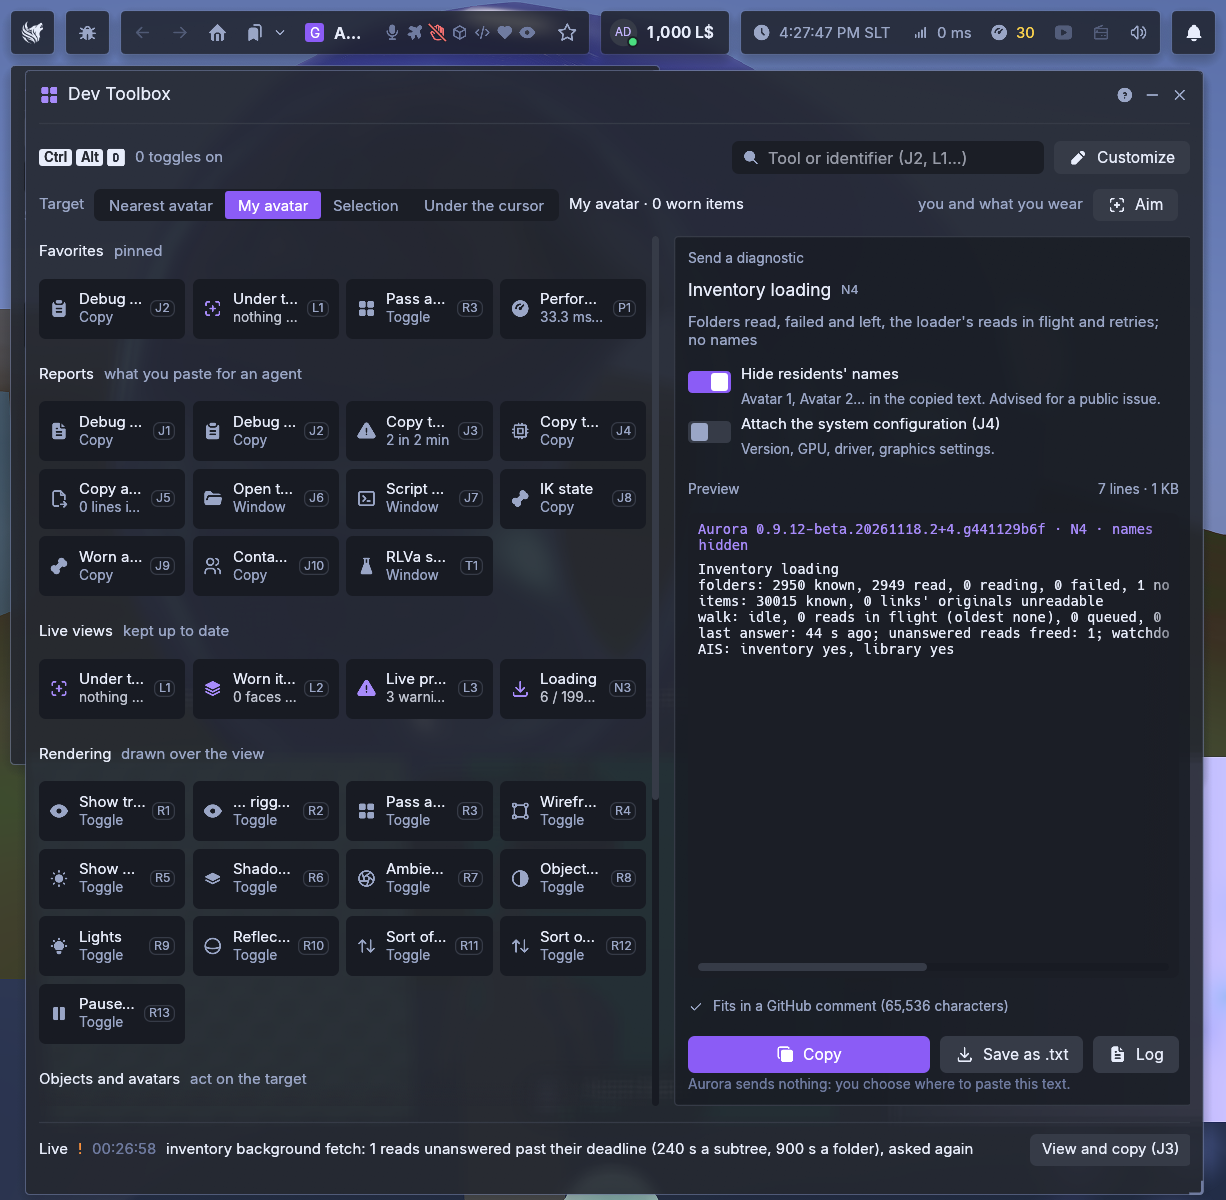 G A...
AD 1,000 L$
4:27:47 PM SLT 0 ms 30
Dev Toolbox
Ctrl Alt D 0 toggles on
Tool or identifier (J2, L1...)
Customize
Target Nearest avatar My avatar Selection Under the cursor My avatar · 0 worn items you and what you wear Aim
Favorites pinned
Debug ... J2
Copy
Under t... L1
nothing ...
Pass a... R3
Toggle
Perfor... P1
33.3 ms...
Reports what you paste for an agent
Debug ... J1
Copy
Debug ... J2
Copy
Copy t... J3
2 in 2 min
Copy t... J4
Copy
Copy a... J5
0 lines i...
Open t... J6
Window
Script ... J7
Window
IK state J8
Copy
Worn a... J9
Copy
Conta... J10
Copy
RLVa s... T1
Window
Live views kept up to date
Under t... L1
nothing ...
Worn it... L2
0 faces ...
Live pr... L3
3 warni...
Loading N3
6 / 199...
Rendering drawn over the view
Show tr... R1
Toggle
... rigg... R2
Toggle
Pass a... R3
Toggle
Wirefr... R4
Toggle
Show ... R5
Toggle
Shado... R6
Toggle
Ambie... R7
Toggle
Object... R8
Toggle
Lights R9
Toggle
Reflec... R10
Toggle
Sort of... R11
Toggle
Sort o... R12
Toggle
Pause... R13
Toggle
Objects and avatars act on the target
Send a diagnostic
Inventory loading N4
Folders read, failed and left, the loader's reads in flight and retries;
no names
Hide residents' names
Avatar 1, Avatar 2... in the copied text. Advised for a public issue.
Attach the system configuration (J4)
Version, GPU, driver, graphics settings.
Preview 7 lines · 1 KB
Aurora 0.9.12-beta.20261118.2+4.g441129b6f · N4 · names
hidden
Inventory loading
folders: 2950 known, 2949 read, 0 reading, 0 failed, 1 no
items: 30015 known, 0 links' originals unreadable
walk: idle, 0 reads in flight (oldest none), 0 queued, 0
last answer: 44 s ago; unanswered reads freed: 1; watchdo
AIS: inventory yes, library yes
Fits in a GitHub comment (65,536 characters)
Copy Save as .txt Log
Aurora sends nothing: you choose where to paste this text.
Live ! 00:26:58 inventory background fetch: 1 reads unanswered past their deadline (240 s a subtree, 900 s a folder), asked again View and copy (J3)